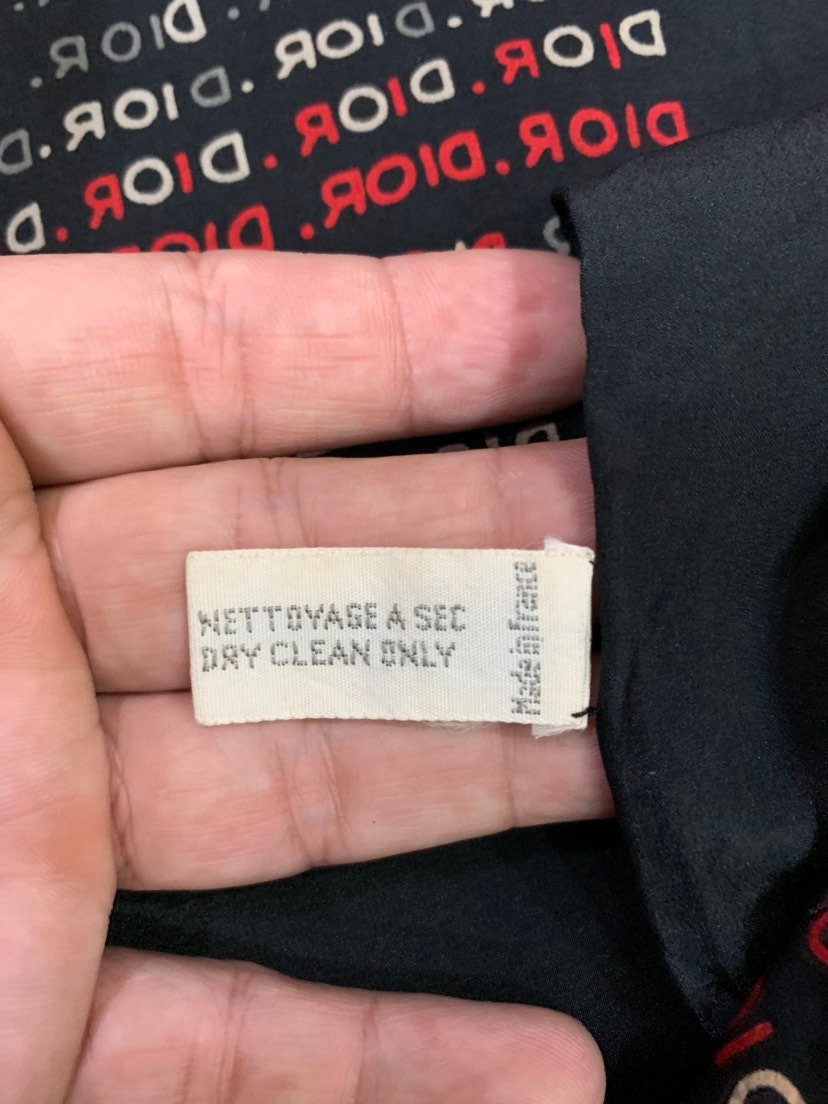 DIOR
DIOR . DIOR .
DIOR . DIOR . DIOR
DIOR . DIOR . DIOR
NETTOYAGE A SEC
DRY CLEAN ONLY
Made in france